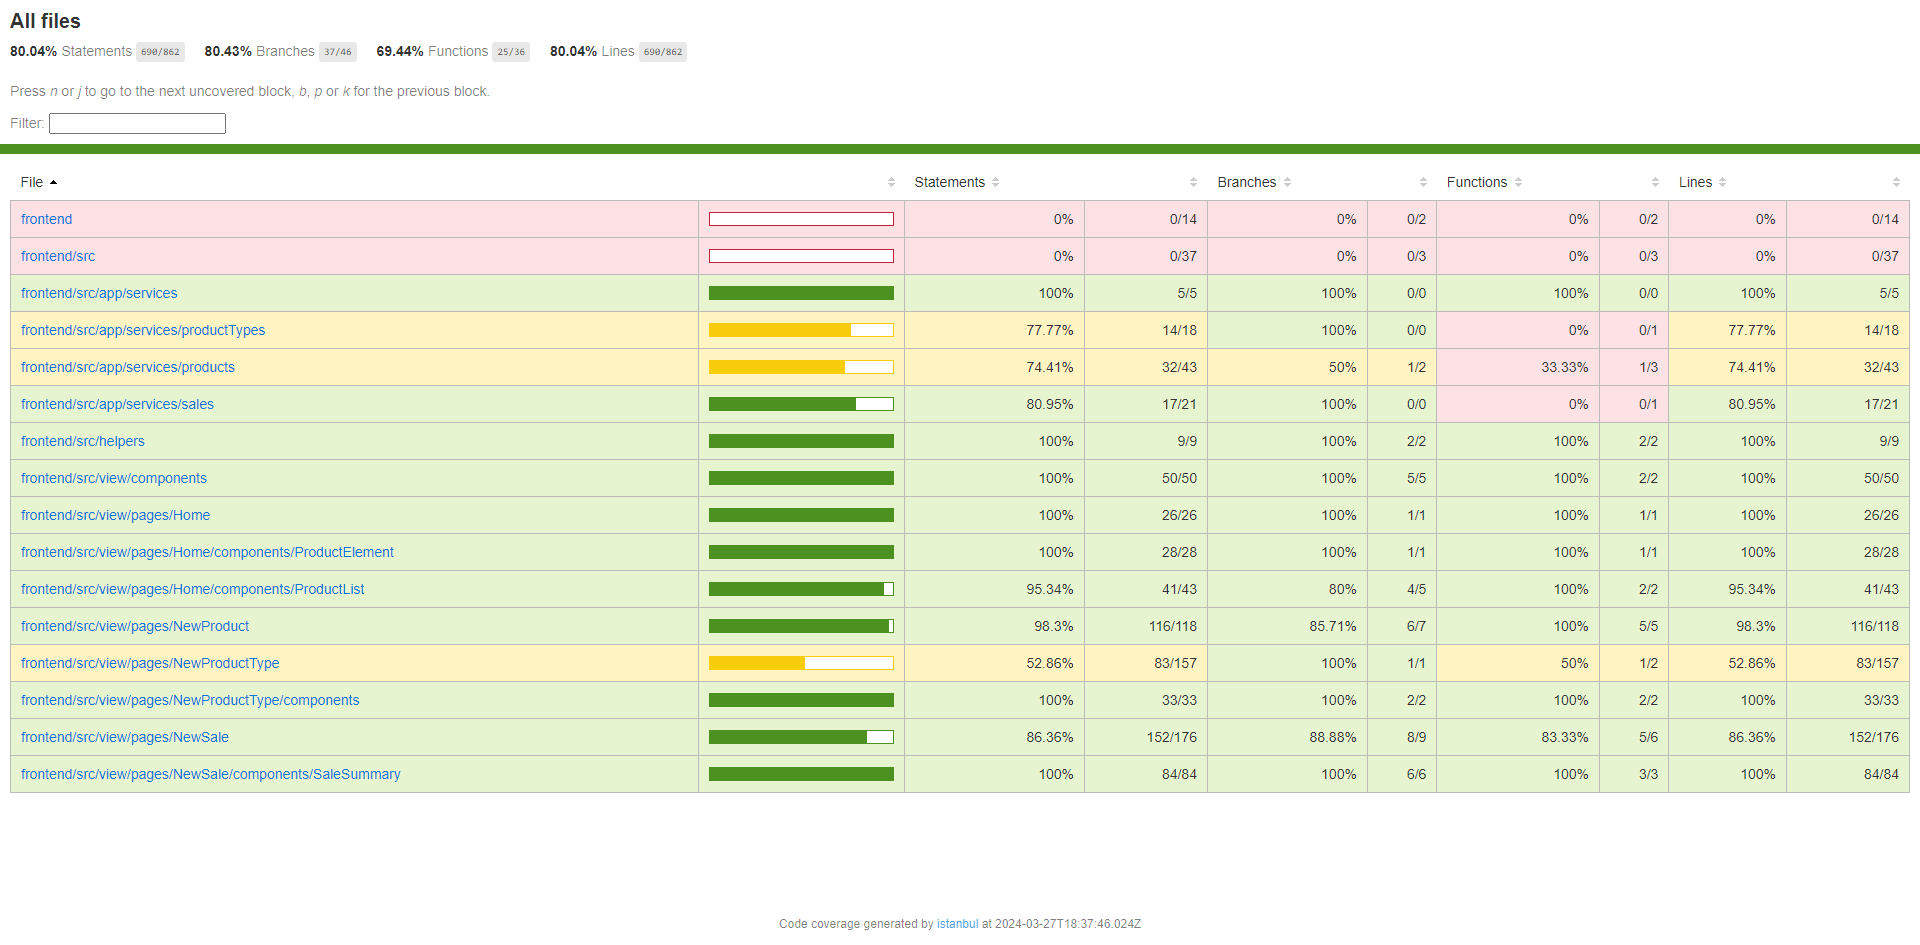 All files
80.04% Statements 690/862 80.43% Branches 37/46 69.44% Functions 25/36 80.04% Lines 690/862
Press n or j to go to the next uncovered block, b, p or k for the previous block.
Filter:
File Statements Branches Functions Lines
frontend 0% 0/14 0% 0/2 0% 0/2 0% 0/14
frontend/src 0% 0/37 0% 0/3 0% 0/3 0% 0/37
frontend/src/app/services 100% 5/5 100% 0/0 100% 0/0 100% 5/5
frontend/src/app/services/productTypes 77.77% 14/18 100% 0/0 0% 0/1 77.77% 14/18
frontend/src/app/services/products 74.41% 32/43 50% 1/2 33.33% 1/3 74.41% 32/43
frontend/src/app/services/sales 80.95% 17/21 100% 0/0 0% 0/1 80.95% 17/21
frontend/src/helpers 100% 9/9 100% 2/2 100% 2/2 100% 9/9
frontend/src/view/components 100% 50/50 100% 5/5 100% 2/2 100% 50/50
frontend/src/view/pages/Home 100% 26/26 100% 1/1 100% 1/1 100% 26/26
frontend/src/view/pages/Home/components/ProductElement 100% 28/28 100% 1/1 100% 1/1 100% 28/28
frontend/src/view/pages/Home/components/ProductList 95.34% 41/43 80% 4/5 100% 2/2 95.34% 41/43
frontend/src/view/pages/NewProduct 98.3% 116/118 85.71% 6/7 100% 5/5 98.3% 116/118
frontend/src/view/pages/NewProductType 52.86% 83/157 100% 1/1 50% 1/2 52.86% 83/157
frontend/src/view/pages/NewProductType/components 100% 33/33 100% 2/2 100% 2/2 100% 33/33
frontend/src/view/pages/NewSale 86.36% 152/176 88.88% 8/9 83.33% 5/6 86.36% 152/176
frontend/src/view/pages/NewSale/components/SaleSummary 100% 84/84 100% 6/6 100% 3/3 100% 84/84
Code coverage generated by istanbul at 2024-03-27T18:37:46.024Z